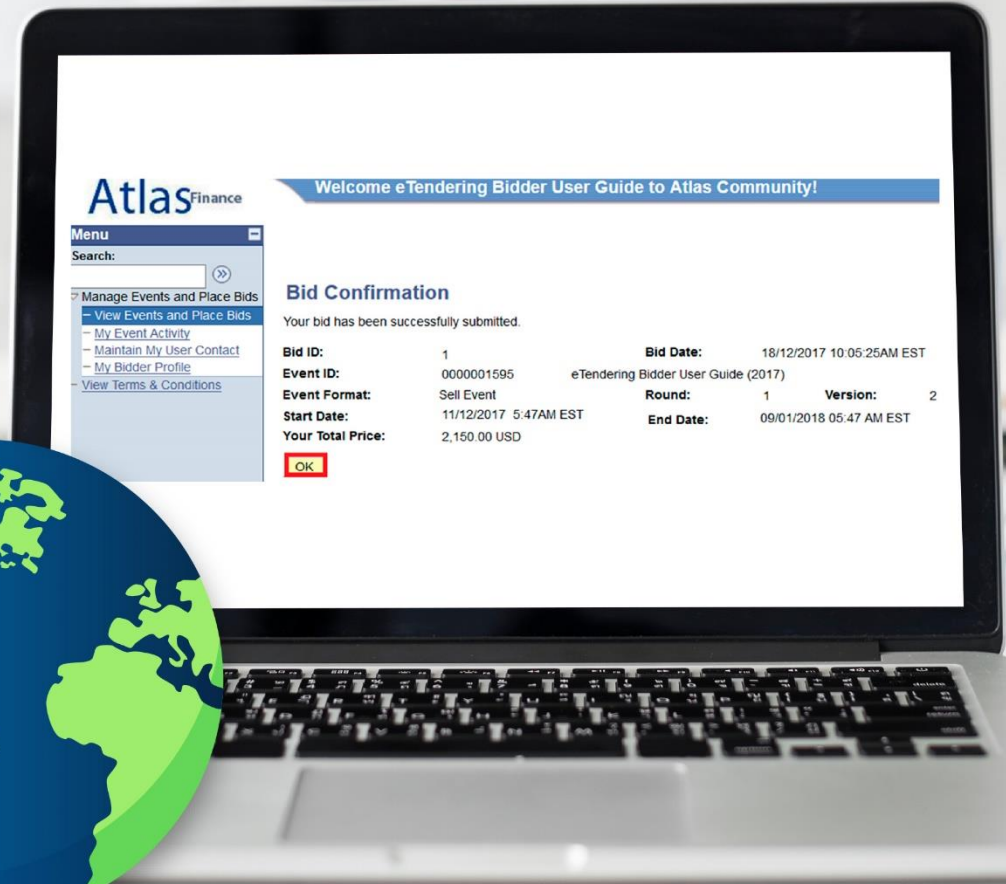 Atlas Finance
Welcome eTendering Bidder User Guide to Atlas Community!
Menu
Search:
Manage Events and Place Bids
View Events and Place Bids
My Event Activity
Maintain My User Contact
My Bidder Profile
View Terms & Conditions
Bid Confirmation
Your bid has been successfully submitted.
Bid ID: 1 Bid Date: 18/12/2017 10:05:25AM EST
Event ID: 0000001595 eTendering Bidder User Guide (2017)
Event Format: Sell Event Round: 1 Version: 2
Start Date: 11/12/2017 5:47AM EST End Date: 09/01/2018 05:47 AM EST
Your Total Price: 2,150.00 USD
OK
delete
return